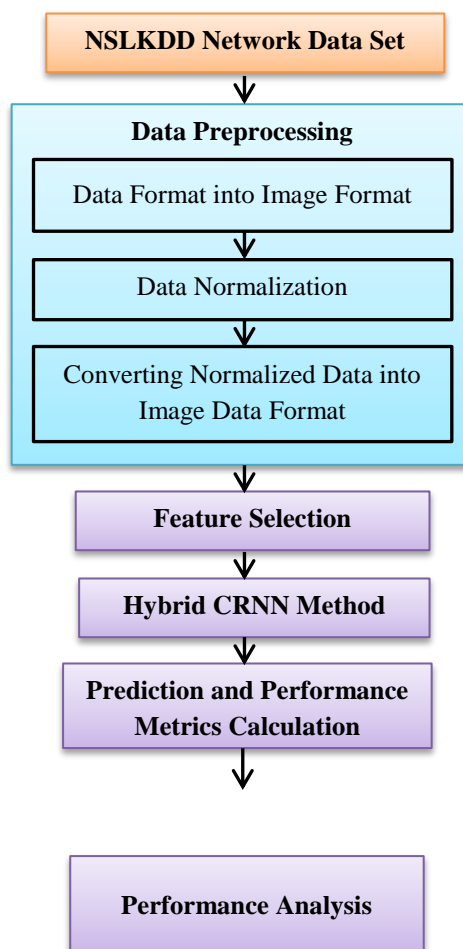 NSLKDD Network Data Set
Data Preprocessing
Data Format into Image Format
Data Normalization
Converting Normalized Data into
Image Data Format
Feature Selection
Hybrid CRNN Method
Prediction and Performance
Metrics Calculation
Performance Analysis